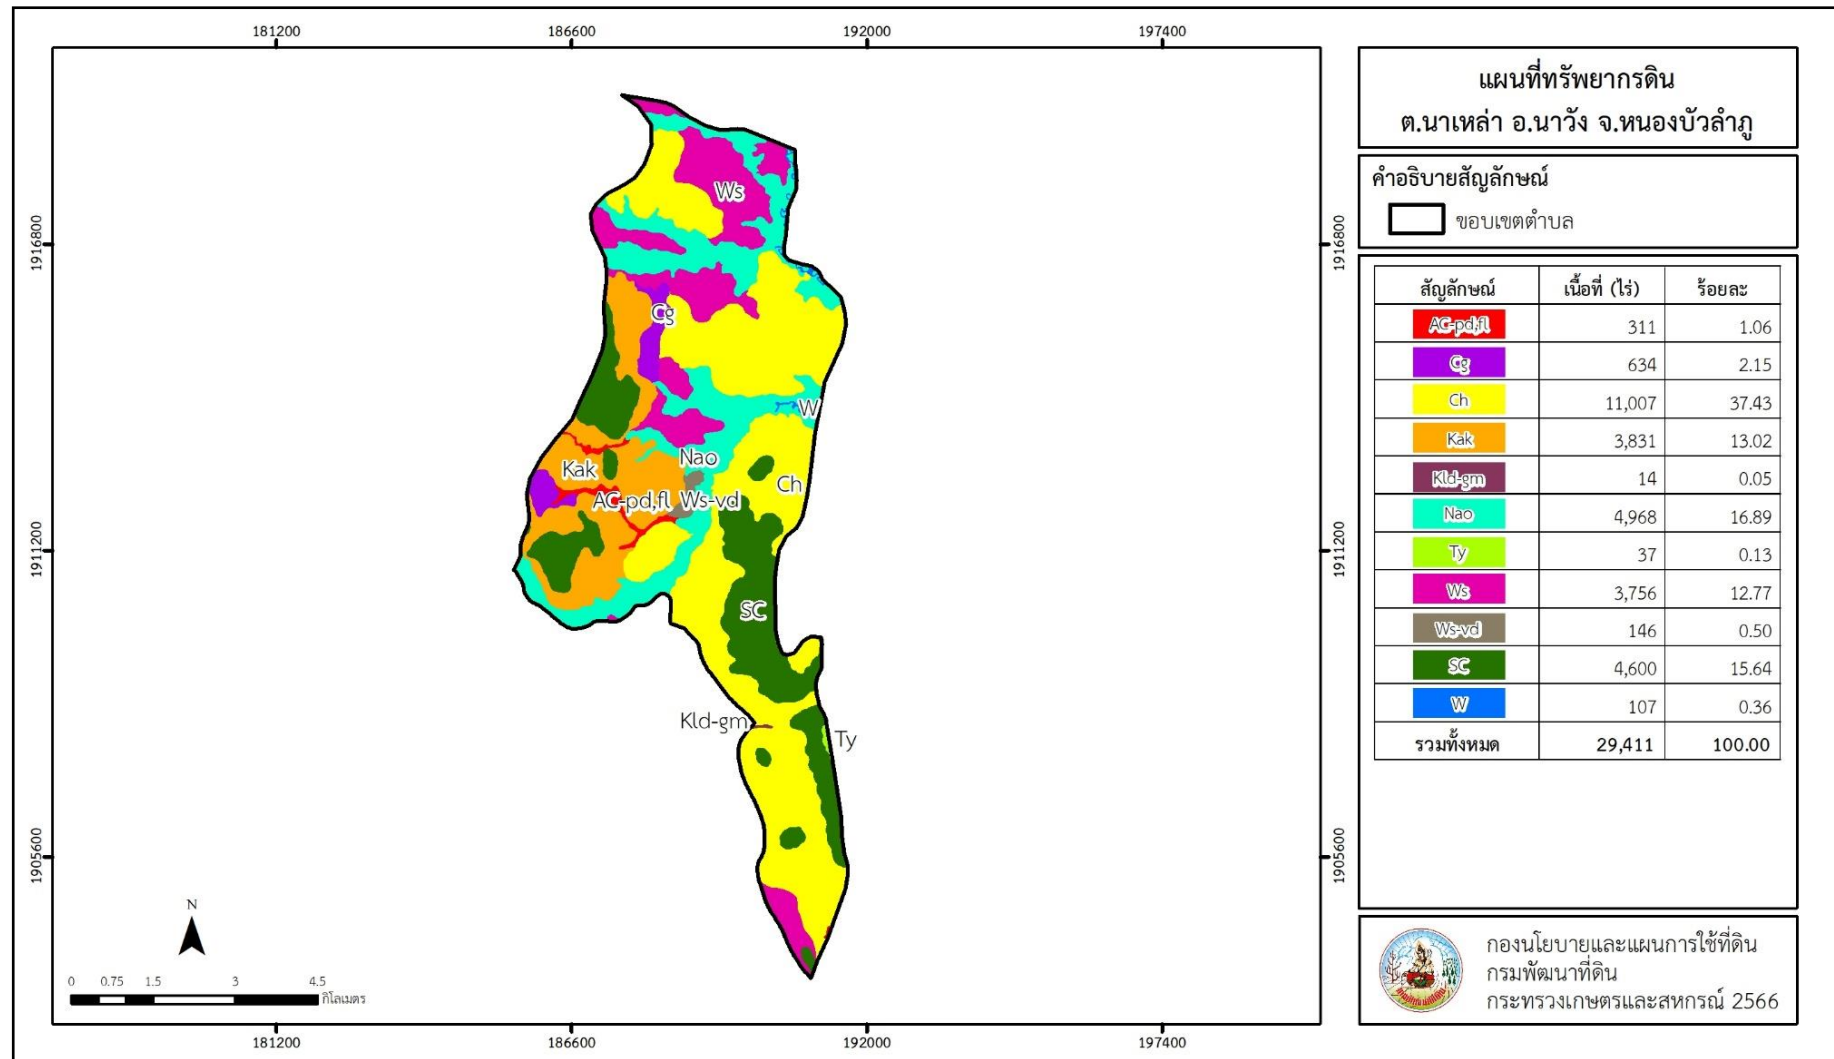 181200
186600
192000
197400
1916800
1911200
1905600
Ws
Cg
W
Nao
Kak
Ch
AC-pd,fl
Ws-vd
SC
Kld-gm
Ty
N
0 0.75 1.5 3 4.5
กิโลเมตร
181200
186600
192000
197400
1916800
1911200
1905600
แผนที่ทรัพยากรดิน
ต.นาเหล่า อ.นาวัง จ.หนองบัวลำภู
คำอธิบายสัญลักษณ์
ขอบเขตตำบล
สัญลักษณ์ เนื้อที่ (ไร่) ร้อยละ
AC-pd,fl 311 1.06
Cg 634 2.15
Ch 11,007 37.43
Kak 3,831 13.02
Kld-gm 14 0.05
Nao 4,968 16.89
Ty 37 0.13
Ws 3,756 12.77
Ws-vd 146 0.50
SC 4,600 15.64
W 107 0.36
รวมทั้งหมด 29,411 100.00
กองนโยบายและแผนการใช้ที่ดิน
กรมพัฒนาที่ดิน
กระทรวงเกษตรและสหกรณ์ 2566